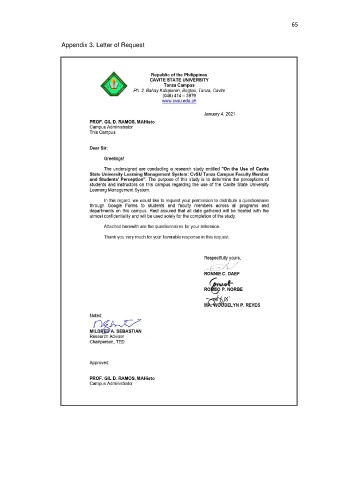 65
Appendix 3. Letter of Request
Republic of the Philippines
CAVITE STATE UNIVERSITY
Tanza Campus
Ph. 2, Bahay Katuparan, Bagtas, Tanza, Cavite
(046) 414 – 3979
www.cvsu.edu.ph
January 4, 2021
PROF. GIL D. RAMOS, MAHisto
Campus Administrator
This Campus
Dear Sir:
Greetings!
The undersigned are conducting a research study entitled "On the Use of Cavite
State University Learning Management System: CvSU Tanza Campus Faculty Member
and Students' Perception". The purpose of this study is to determine the perceptions of
students and instructors on this campus regarding the use of the Cavite State University
Learning Management System.
In this regard, we would like to request your permission to distribute a questionnaire
through Google Forms to students and faculty members across all programs and
departments on this campus. Rest assured that all data gathered will be treated with the
utmost confidentiality and will be used solely for the completion of the study.
Attached herewith are the questionnaires for your reference.
Thank you very much for your favorable response in this request.
Respectfully yours,
RONNIE C. DAEF
ROMEO P. NORBE
MA. WOODELYN P. REYES
Noted:
MILDRED A. SEBASTIAN
Research Advisor
Chairperson, TED
Approved:
PROF. GIL D. RAMOS, MAHisto
Campus Administrator